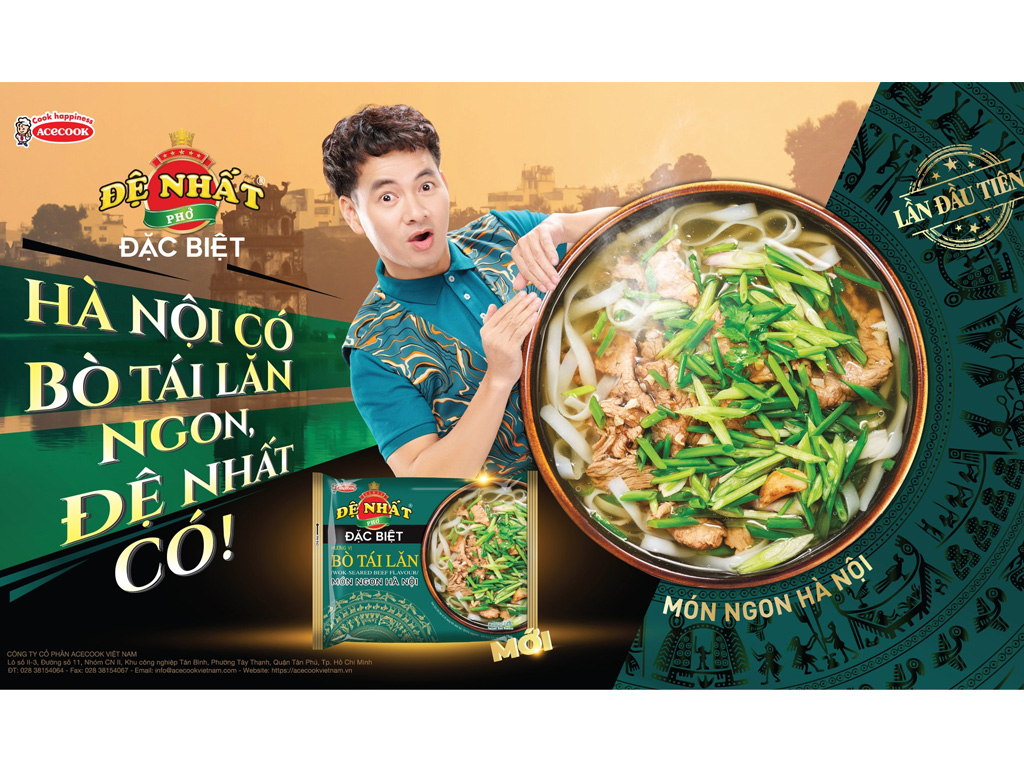 Cook happiness
ACECOOK
ĐỆ NHẤT®
PHỞ
ĐẶC BIỆT
HÀ NỘI CÓ
BÒ TÁI LĂN
NGON,
ĐỆ NHẤT
CÓ!
LẦN ĐẦU TIÊN
MÓN NGON HÀ NỘI
ACECOOK
ĐỆ NHẤT
PHỞ
ĐẶC BIỆT
HƯƠNG VỊ
BÒ TÁI LĂN
WOK-SEARED BEEF FLAVOUR
MÓN NGON HÀ NỘI
MỚI
CÔNG TY CỔ PHẦN ACECOOK VIỆT NAM
Lô số II-3, Đường số 11, Nhóm CN II, Khu công nghiệp Tân Bình, Phường Tây Thạnh, Quận Tân Phú, Tp. Hồ Chí Minh
ĐT: 028 38154064 - Fax: 028 38154067 - Email: info@acecookvietnam.com - Website: https://acecookvietnam.vn